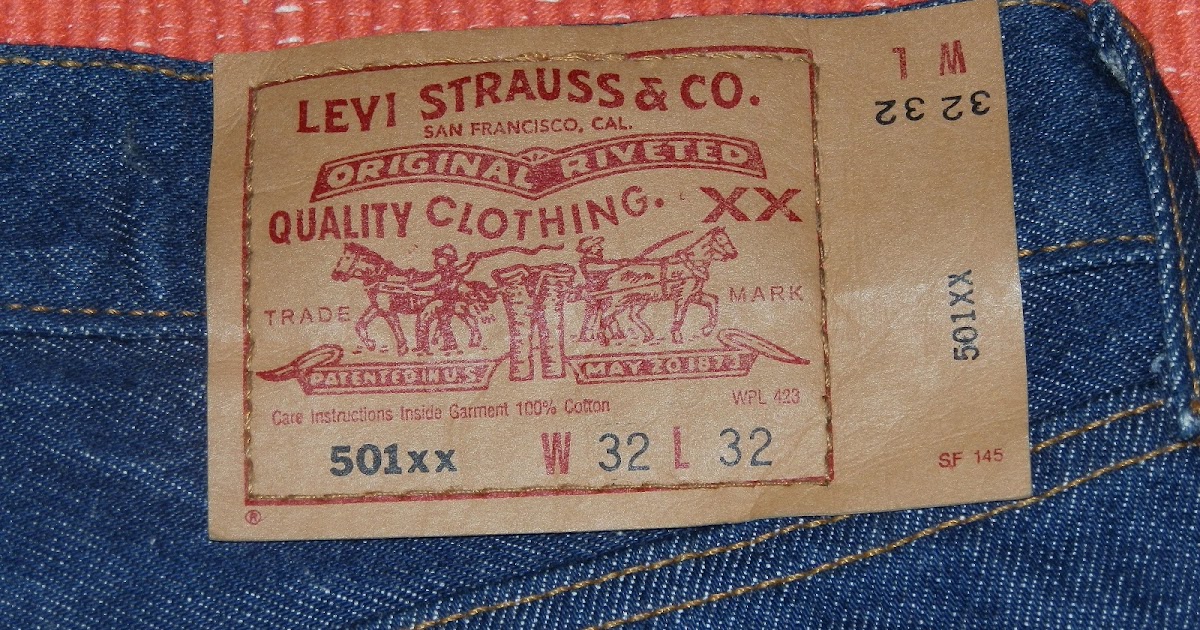 LEVI STRAUSS & CO.
SAN FRANCISCO, CAL.
ORIGINAL RIVETED
QUALITY CLOTHING. XX
TRADE MARK
PATENTED IN U.S. MAY 20 1873
Care Instructions Inside Garment 100% Cotton
WPL 423
501xx W 32 L 32
®
W L
32 32
501XX
SF 145